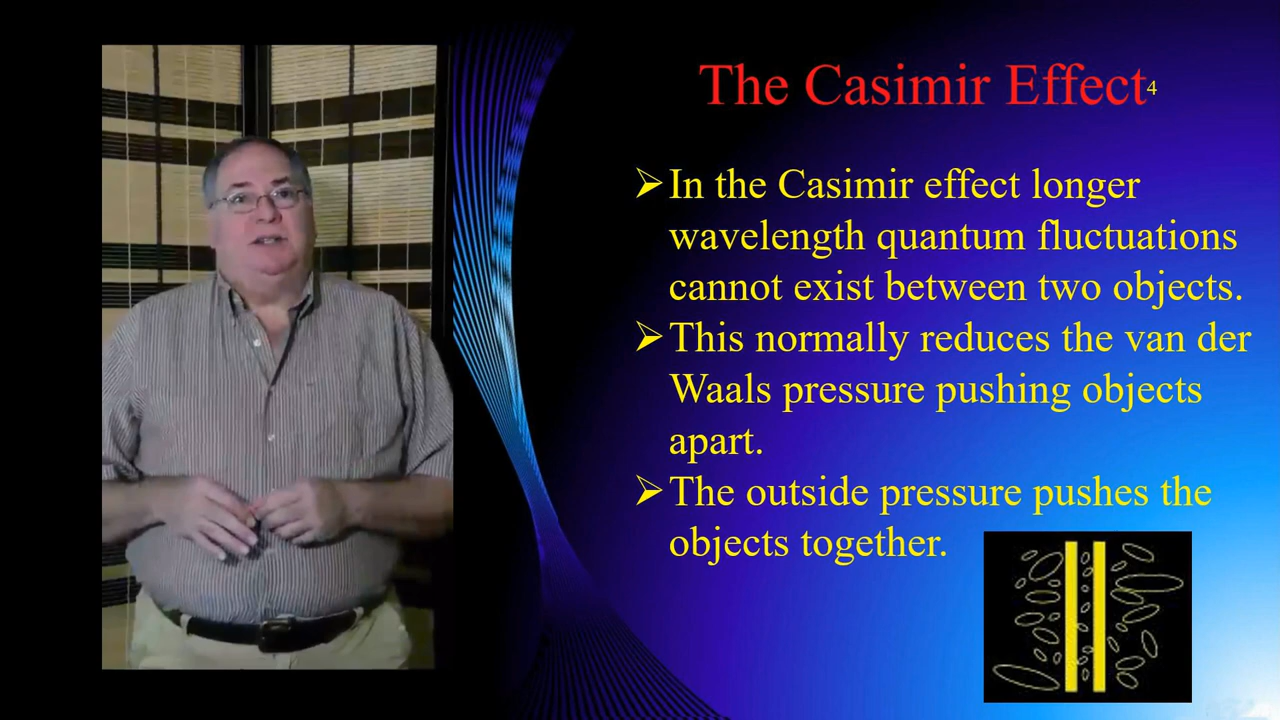 The Casimir Effect4
➢In the Casimir effect longer
wavelength quantum fluctuations
cannot exist between two objects.
➢This normally reduces the van der
Waals pressure pushing objects
apart.
➢The outside pressure pushes the
objects together.